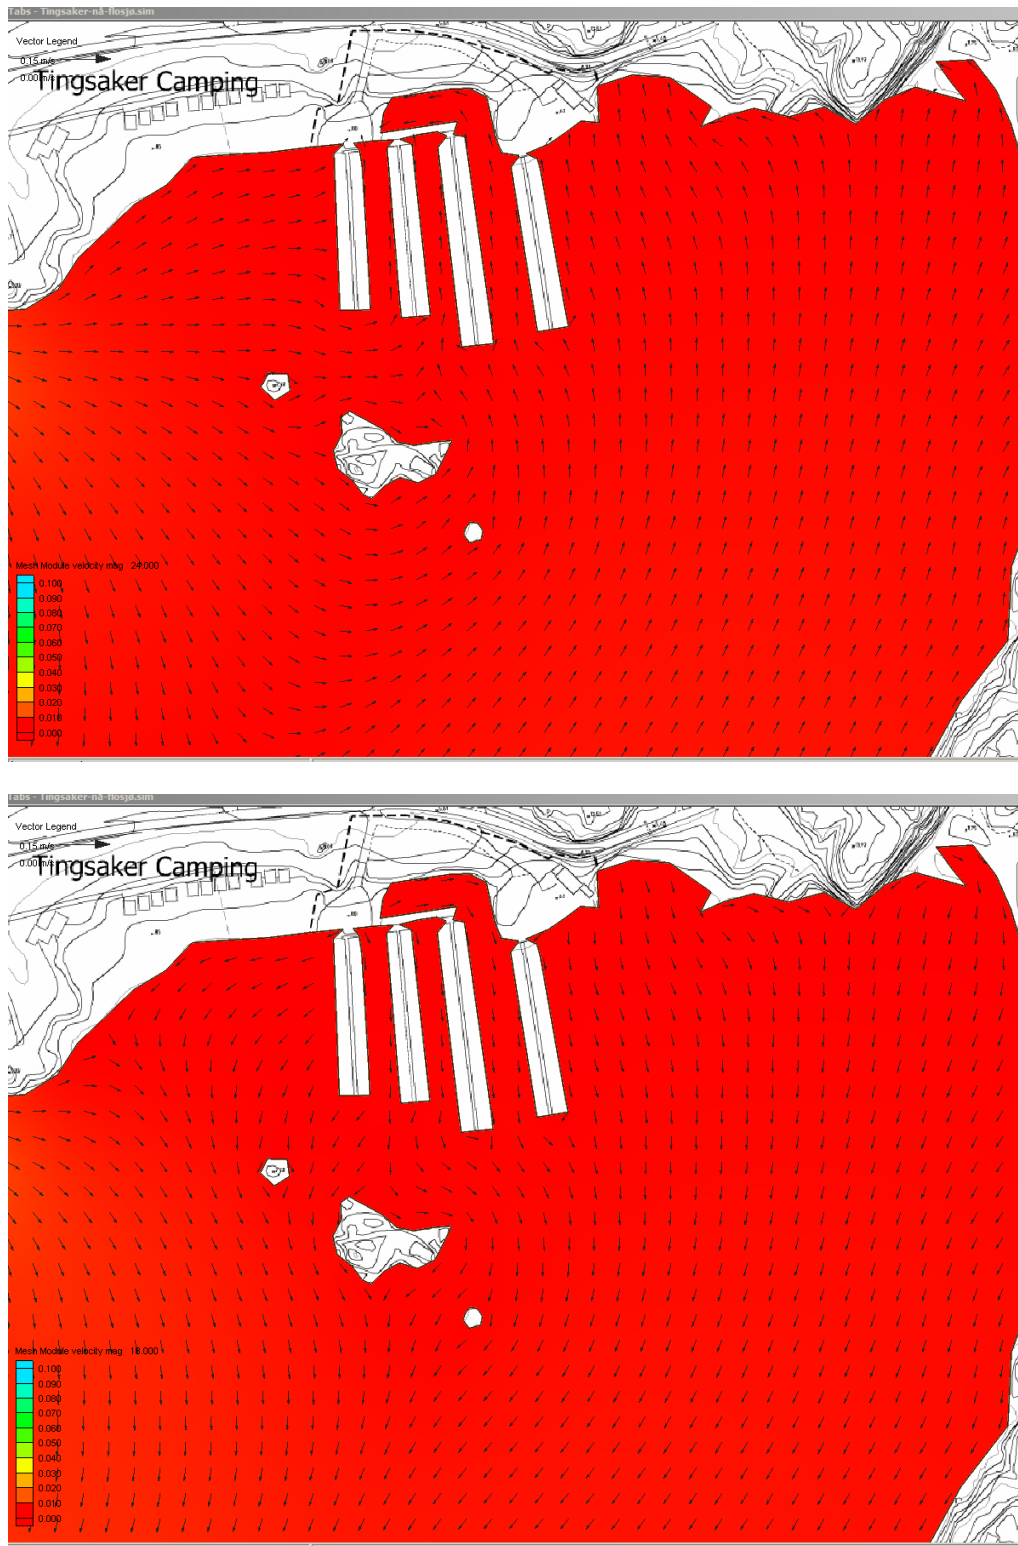 Tabs - Tingsaker-nå-flosjø.sim
Vector Legend
0.15 m/s
0.00 m/s
Tingsaker Camping
Mesh Module velocity mag 24.000
0.100
0.090
0.080
0.070
0.060
0.050
0.040
0.030
0.020
0.010
0.000
Tabs - Tingsaker-nå-flosjø.sim
Vector Legend
0.15 m/s
0.00 m/s
Tingsaker Camping
Mesh Module velocity mag 18.000
0.100
0.090
0.080
0.070
0.060
0.050
0.040
0.030
0.020
0.010
0.000